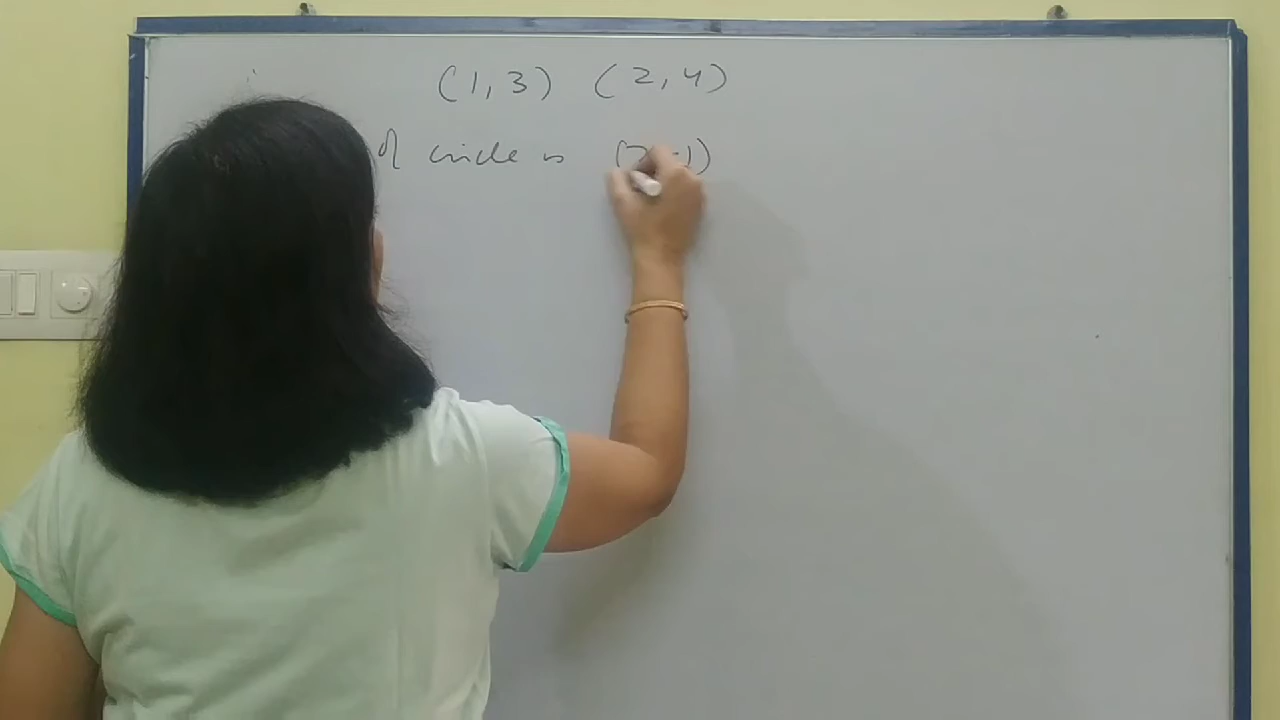 (1,3) (2,4)
of circle is